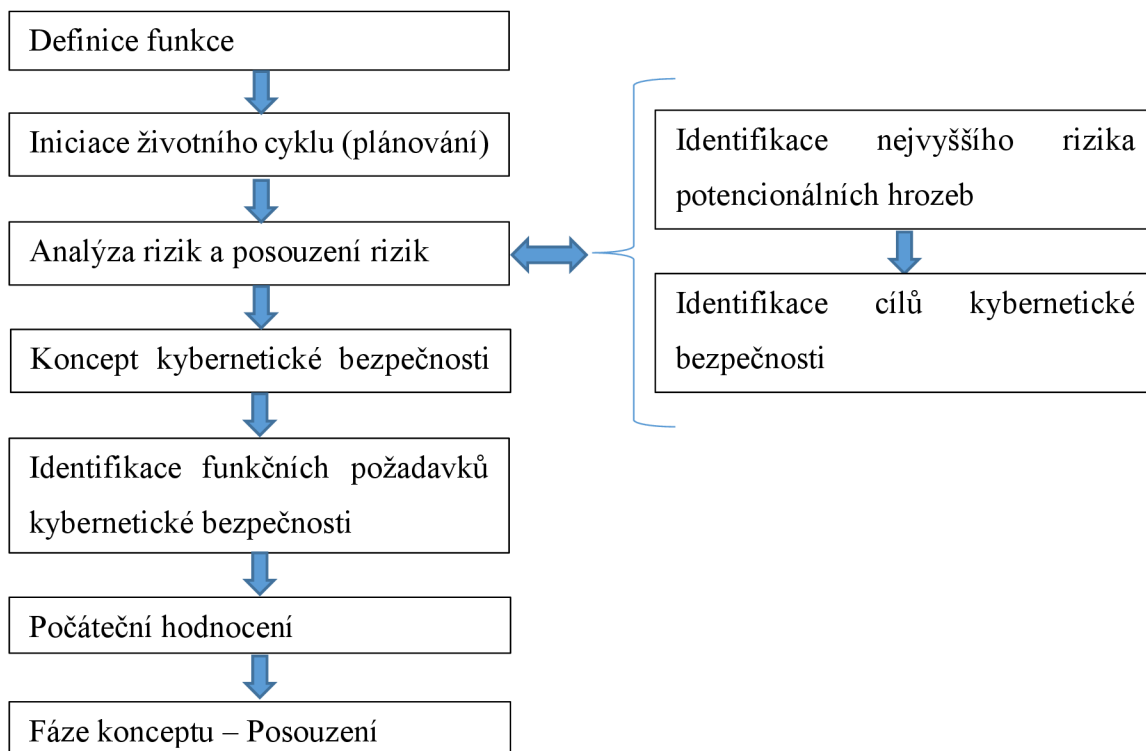 Definice funkce
Iniciace životního cyklu (plánování)
Analýza rizik a posouzení rizik
Koncept kybernetické bezpečnosti
Identifikace funkčních požadavků
kybernetické bezpečnosti
Počáteční hodnocení
Fáze konceptu – Posouzení
Identifikace nejvyššího rizika
potencionálních hrozeb
Identifikace cílů kybernetické
bezpečnosti